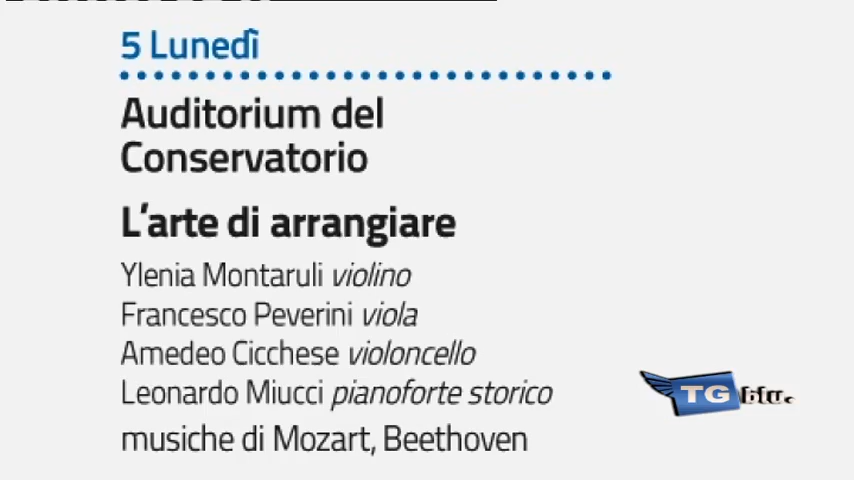 5 Lunedì
Auditorium del
Conservatorio
L'arte di arrangiare
Ylenia Montaruli violino
Francesco Peverini viola
Amedeo Cicchese violoncello
Leonardo Miucci pianoforte storico
musiche di Mozart, Beethoven
TG blu.